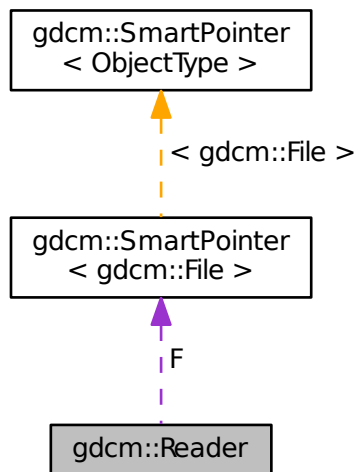 gdcm::SmartPointer
< ObjectType >
< gdcm::File >
gdcm::SmartPointer
< gdcm::File >
F
gdcm::Reader